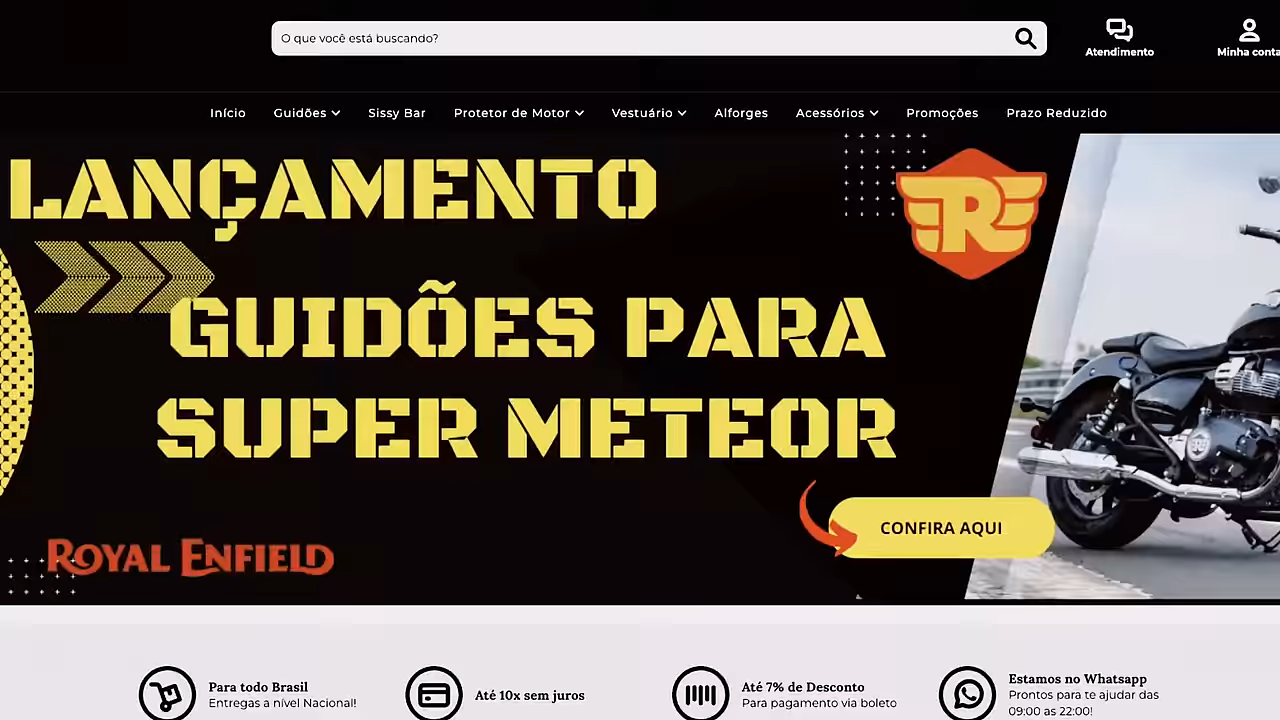 O que você está buscando?
Atendimento
Minha conta
Início Guidões Sissy Bar Protetor de Motor Vestuário Alforges Acessórios Promoções Prazo Reduzido
LANÇAMENTO
R
GUIDÕES PARA
SUPER METEOR
CONFIRA AQUI
ROYAL ENFIELD
Para todo Brasil
Entregas a nível Nacional!
Até 10x sem juros
Até 7% de Desconto
Para pagamento via boleto
Estamos no Whatsapp
Prontos para te ajudar das
09:00 as 22:00!